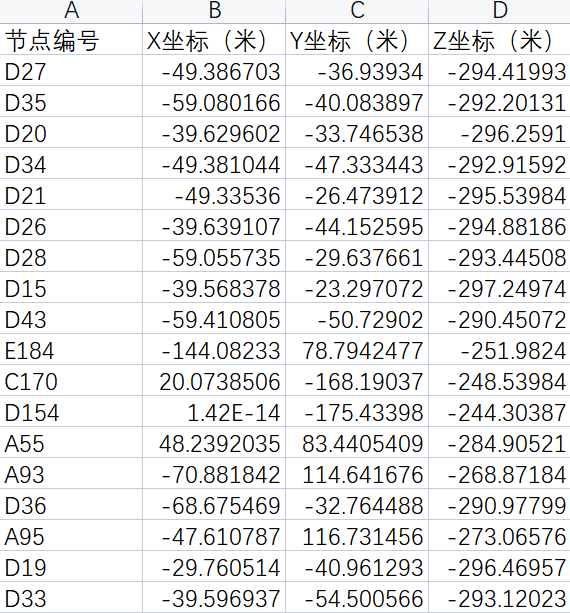 A B C D
节点编号 X坐标（米） Y坐标（米） Z坐标（米）
D27 -49.386703 -36.93934 -294.41993
D35 -59.080166 -40.083897 -292.20131
D20 -39.629602 -33.746538 -296.2591
D34 -49.381044 -47.333443 -292.91592
D21 -49.33536 -26.473912 -295.53984
D26 -39.639107 -44.152595 -294.88186
D28 -59.055735 -29.637661 -293.44508
D15 -39.568378 -23.297072 -297.24974
D43 -59.410805 -50.72902 -290.45072
E184 -144.08233 78.7942477 -251.9824
C170 20.0738506 -168.19037 -248.53984
D154 1.42E-14 -175.43398 -244.30387
A55 48.2392035 83.4405409 -284.90521
A93 -70.881842 114.641676 -268.87184
D36 -68.675469 -32.764488 -290.97799
A95 -47.610787 116.731456 -273.06576
D19 -29.760514 -40.961293 -296.46957
D33 -39.596937 -54.500566 -293.12023